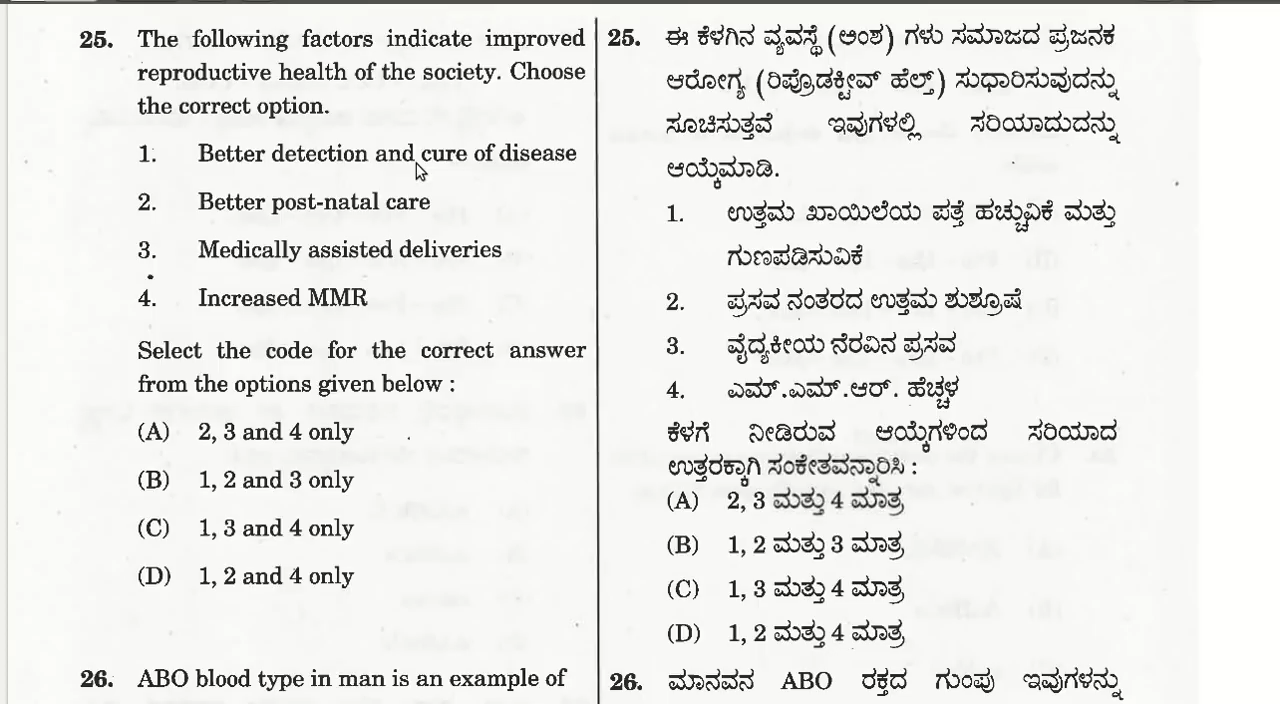 25. The following factors indicate improved
reproductive health of the society. Choose
the correct option.
1. Better detection and cure of disease
2. Better post-natal care
3. Medically assisted deliveries
4. Increased MMR
Select the code for the correct answer
from the options given below :
(A) 2, 3 and 4 only
(B) 1, 2 and 3 only
(C) 1, 3 and 4 only
(D) 1, 2 and 4 only
26. ABO blood type in man is an example of
25. ಈ ಕೆಳಗಿನ ವ್ಯವಸ್ಥೆ (ಅಂಶ) ಗಳು ಸಮಾಜದ ಪ್ರಜನಕ
ಆರೋಗ್ಯ (ರಿಪ್ರೊಡಕ್ಟೀವ್ ಹೆಲ್ತ್) ಸುಧಾರಿಸುವುದನ್ನು
ಸೂಚಿಸುತ್ತವೆ ಇವುಗಳಲ್ಲಿ ಸರಿಯಾದುದನ್ನು
ಆಯ್ಕೆಮಾಡಿ.
1. ಉತ್ತಮ ಖಾಯಿಲೆಯ ಪತ್ತೆ ಹಚ್ಚುವಿಕೆ ಮತ್ತು
ಗುಣಪಡಿಸುವಿಕೆ
2. ಪ್ರಸವ ನಂತರದ ಉತ್ತಮ ಶುಶ್ರೂಷೆ
3. ವೈದ್ಯಕೀಯ ನೆರವಿನ ಪ್ರಸವ
4. ಎಮ್.ಎಮ್.ಆರ್. ಹೆಚ್ಚಳ
ಕೆಳಗೆ ನೀಡಿರುವ ಆಯ್ಕೆಗಳಿಂದ ಸರಿಯಾದ
ಉತ್ತರಕ್ಕಾಗಿ ಸಂಕೇತವನ್ನಾರಿಸಿ :
(A) 2, 3 ಮತ್ತು 4 ಮಾತ್ರ
(B) 1, 2 ಮತ್ತು 3 ಮಾತ್ರ
(C) 1, 3 ಮತ್ತು 4 ಮಾತ್ರ
(D) 1, 2 ಮತ್ತು 4 ಮಾತ್ರ
26. ಮಾನವನ ABO ರಕ್ತದ ಗುಂಪು ಇವುಗಳನ್ನು